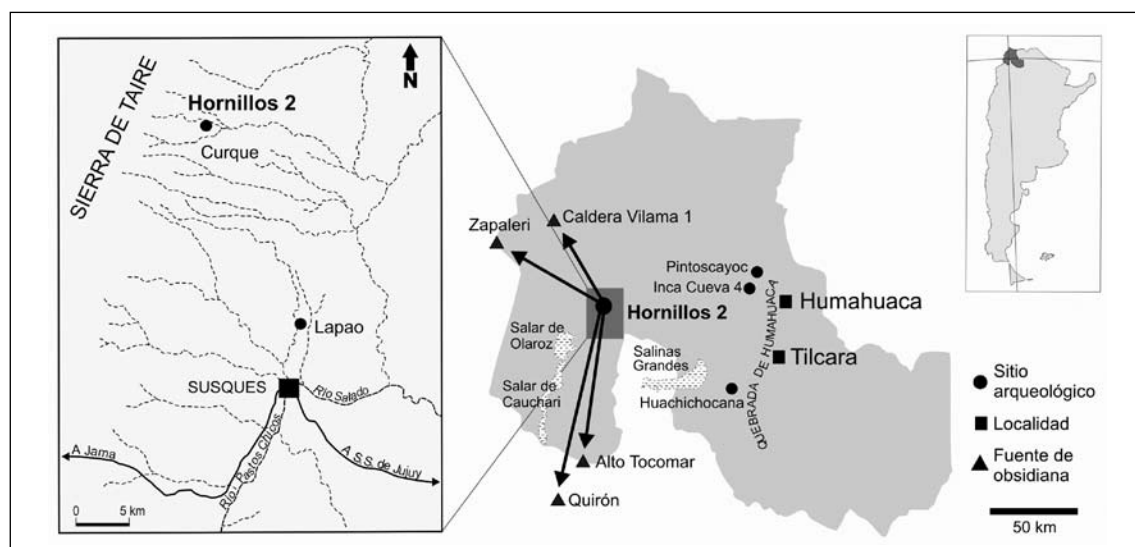 N
SIERRA DE TAIRE
Hornillos 2
Curque
Lapao
SUSQUES
Río Salado
Río Pastos Chicos
A Jama
A S.S. de Jujuy
0 5 km
Zapaleri
Caldera Vilama 1
Pintoscayoc
Inca Cueva 4
Humahuaca
Hornillos 2
Salar de
Olaroz
Salinas
Grandes
Tilcara
Salar de
Cauchari
Huachichocana
QUEBRADA DE HUMAHUACA
Alto Tocomar
Quirón
Sitio
arqueológico
Localidad
Fuente de
obsidiana
50 km